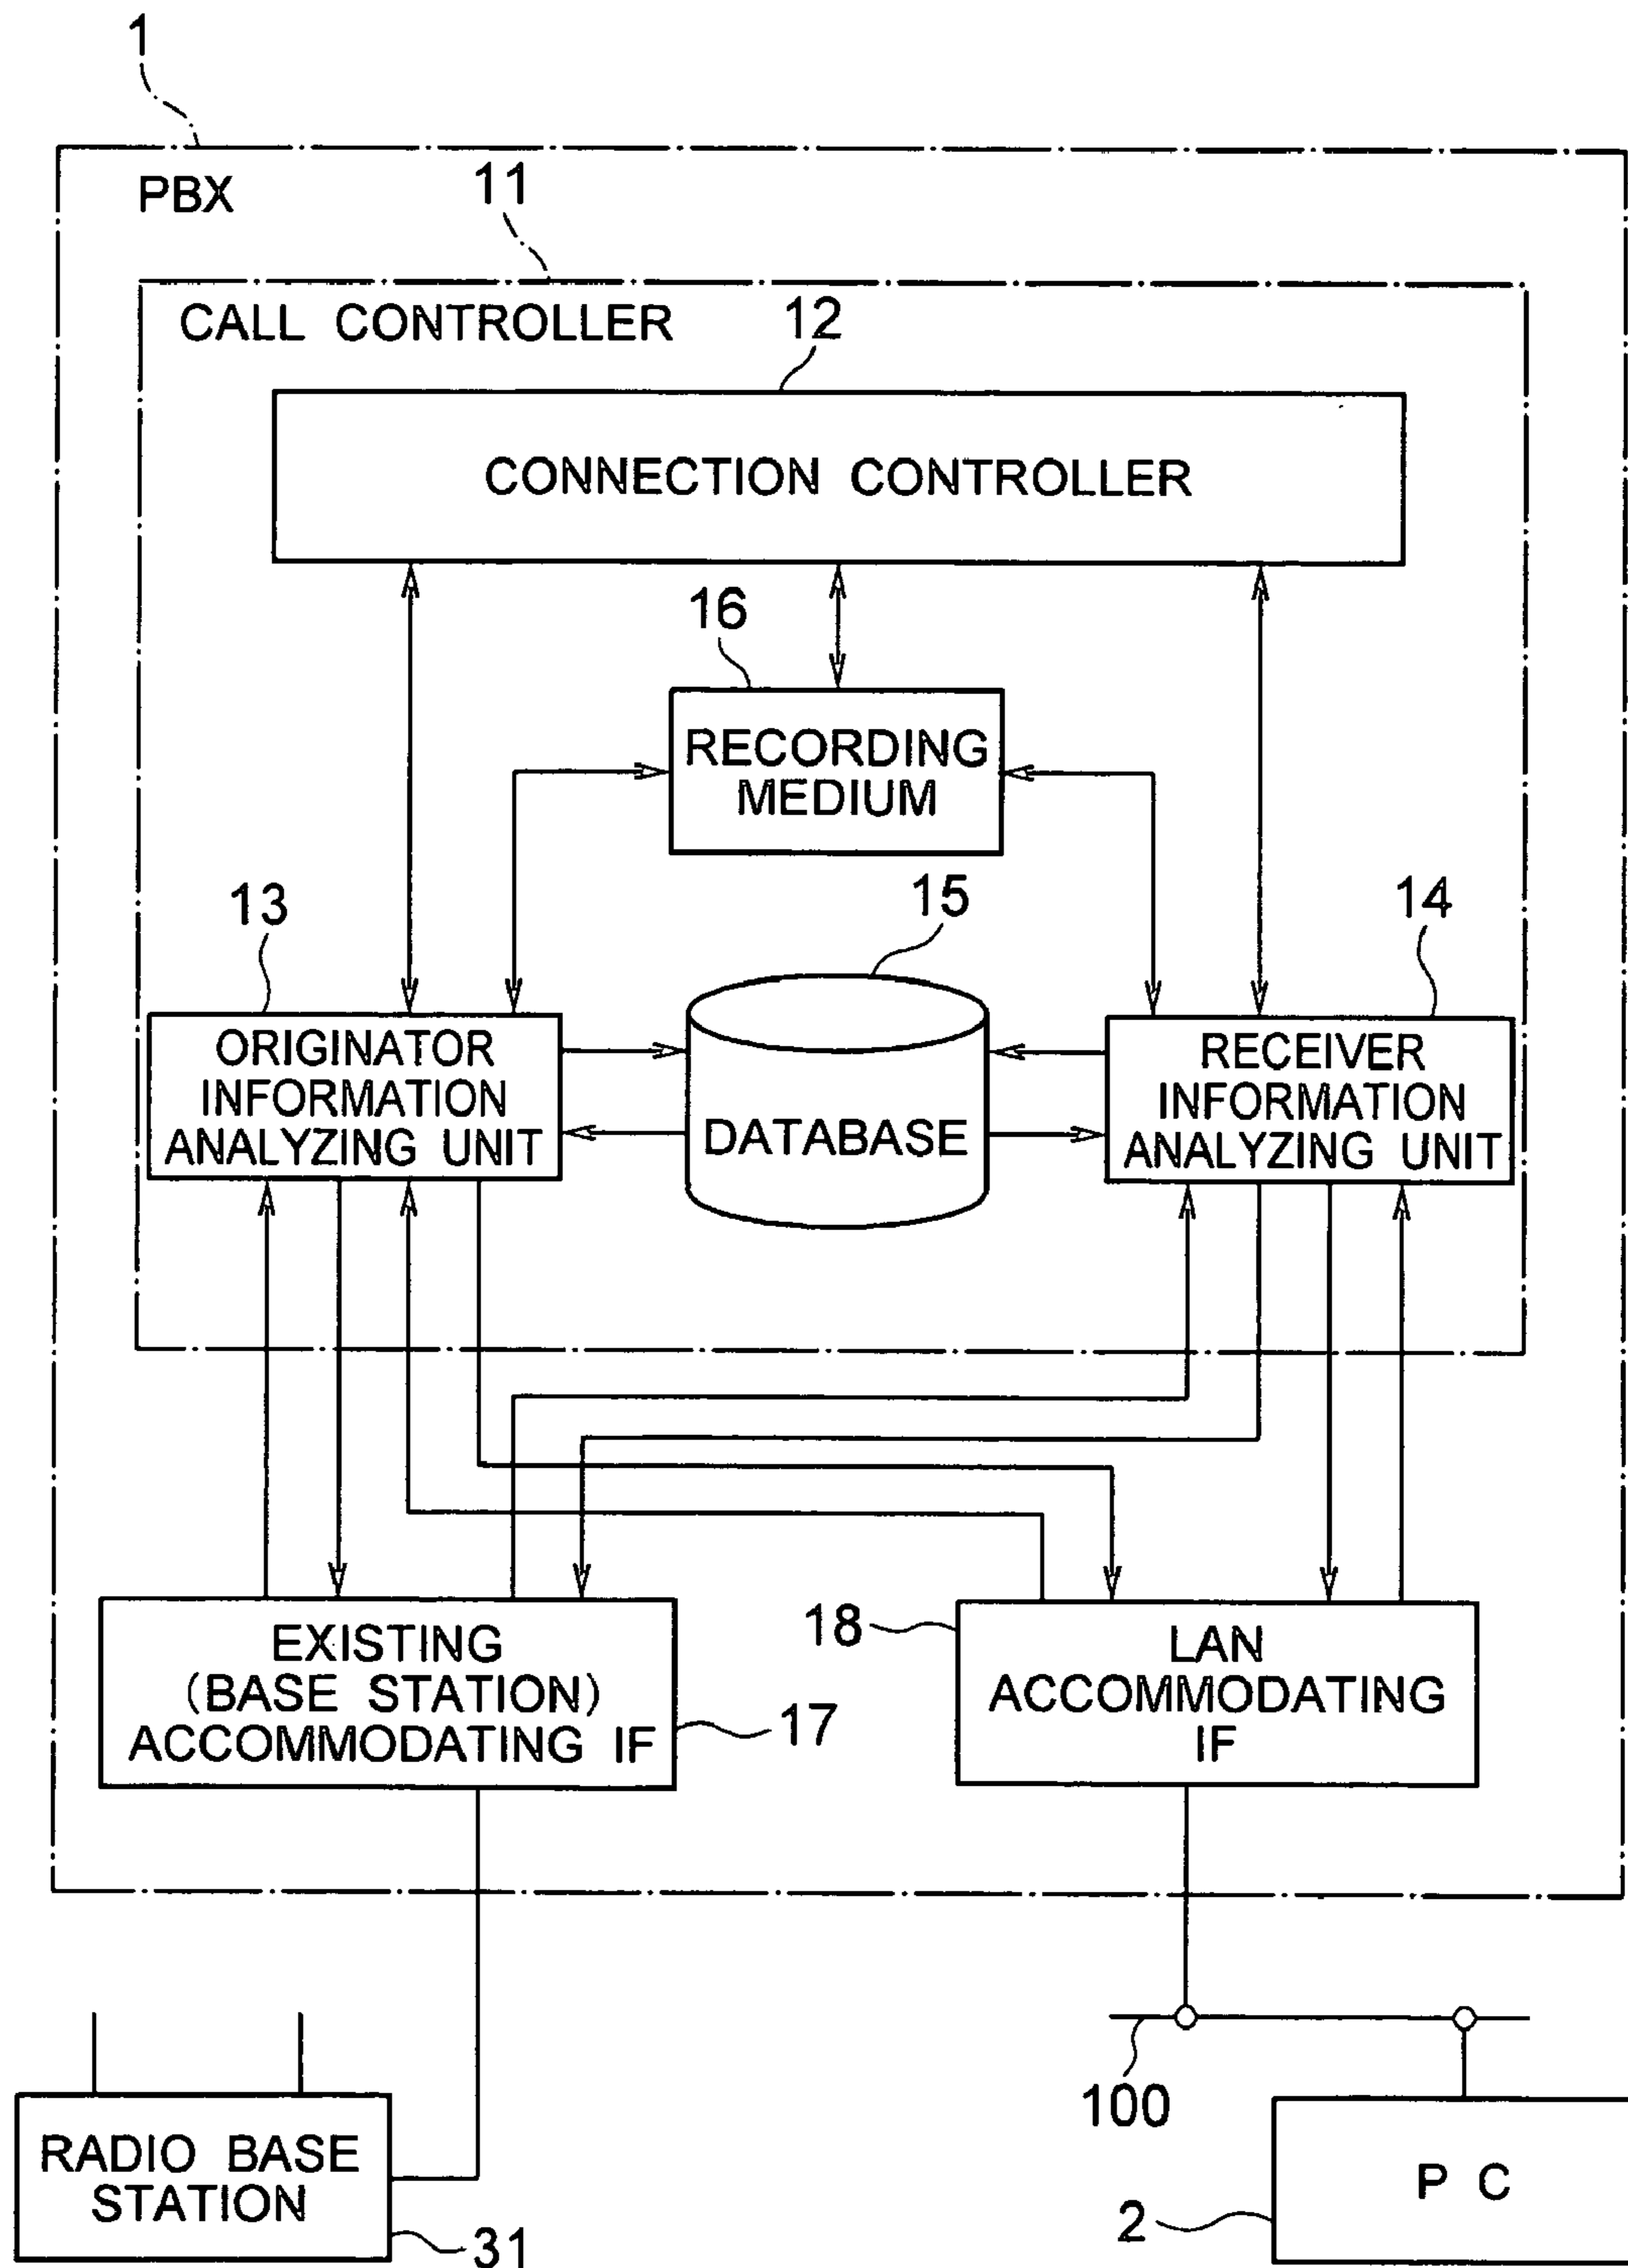 1
PBX
11
CALL CONTROLLER
12
CONNECTION CONTROLLER
16
RECORDING
MEDIUM
13
15
14
ORIGINATOR
INFORMATION
ANALYZING UNIT
DATABASE
RECEIVER
INFORMATION
ANALYZING UNIT
EXISTING
(BASE STATION)
ACCOMMODATING IF
17
18
LAN
ACCOMMODATING
IF
100
RADIO BASE
STATION
31
P C
2